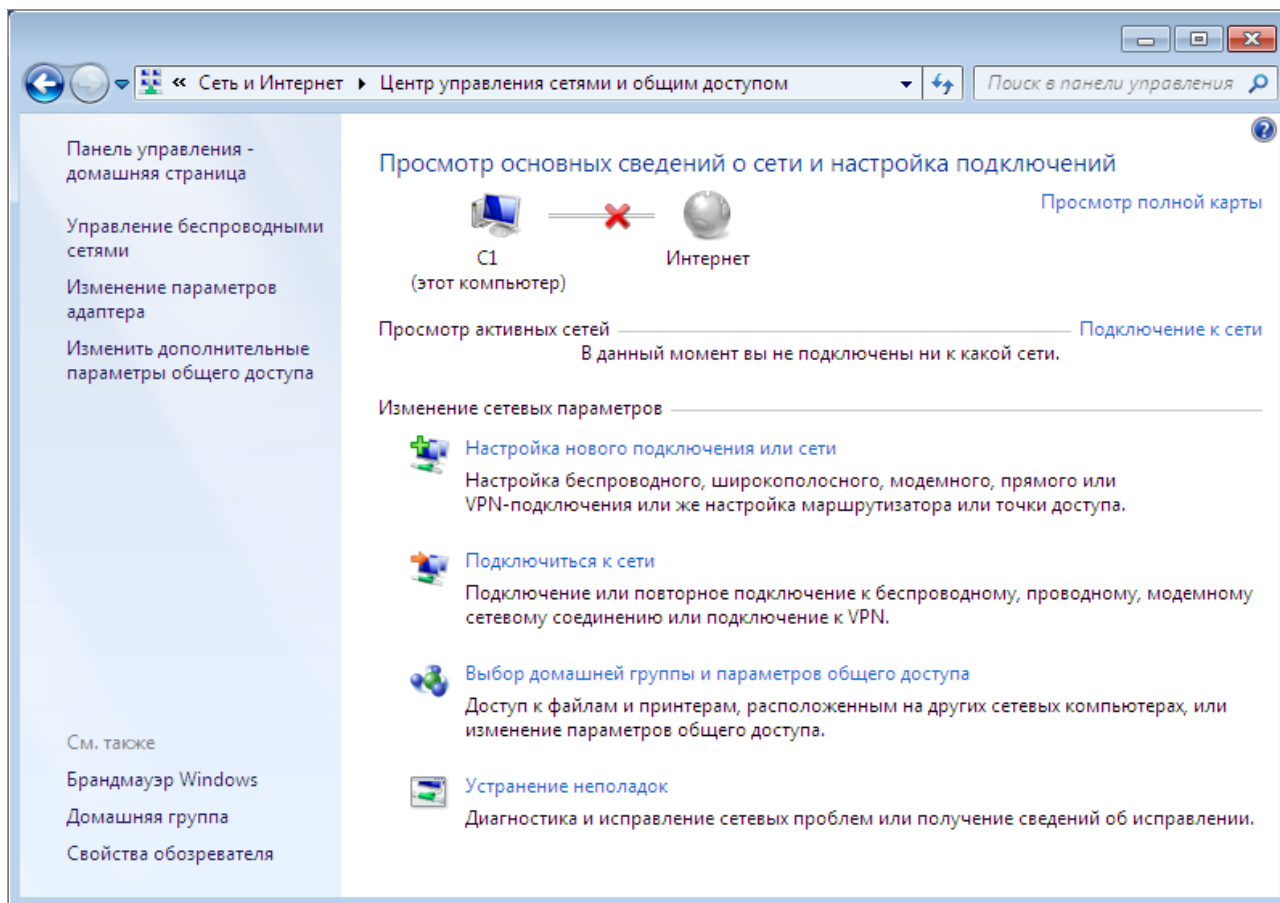 « Сеть и Интернет ▸ Центр управления сетями и общим доступом
Поиск в панели управления
Панель управления -
домашняя страница
Управление беспроводными
сетями
Изменение параметров
адаптера
Изменить дополнительные
параметры общего доступа
См. также
Брандмауэр Windows
Домашняя группа
Свойства обозревателя
Просмотр основных сведений о сети и настройка подключений
Просмотр полной карты
C1
(этот компьютер)
Интернет
Просмотр активных сетей
Подключение к сети
В данный момент вы не подключены ни к какой сети.
Изменение сетевых параметров
Настройка нового подключения или сети
Настройка беспроводного, широкополосного, модемного, прямого или
VPN-подключения или же настройка маршрутизатора или точки доступа.
Подключиться к сети
Подключение или повторное подключение к беспроводному, проводному, модемному
сетевому соединению или подключение к VPN.
Выбор домашней группы и параметров общего доступа
Доступ к файлам и принтерам, расположенным на других сетевых компьютерах, или
изменение параметров общего доступа.
Устранение неполадок
Диагностика и исправление сетевых проблем или получение сведений об исправлении.